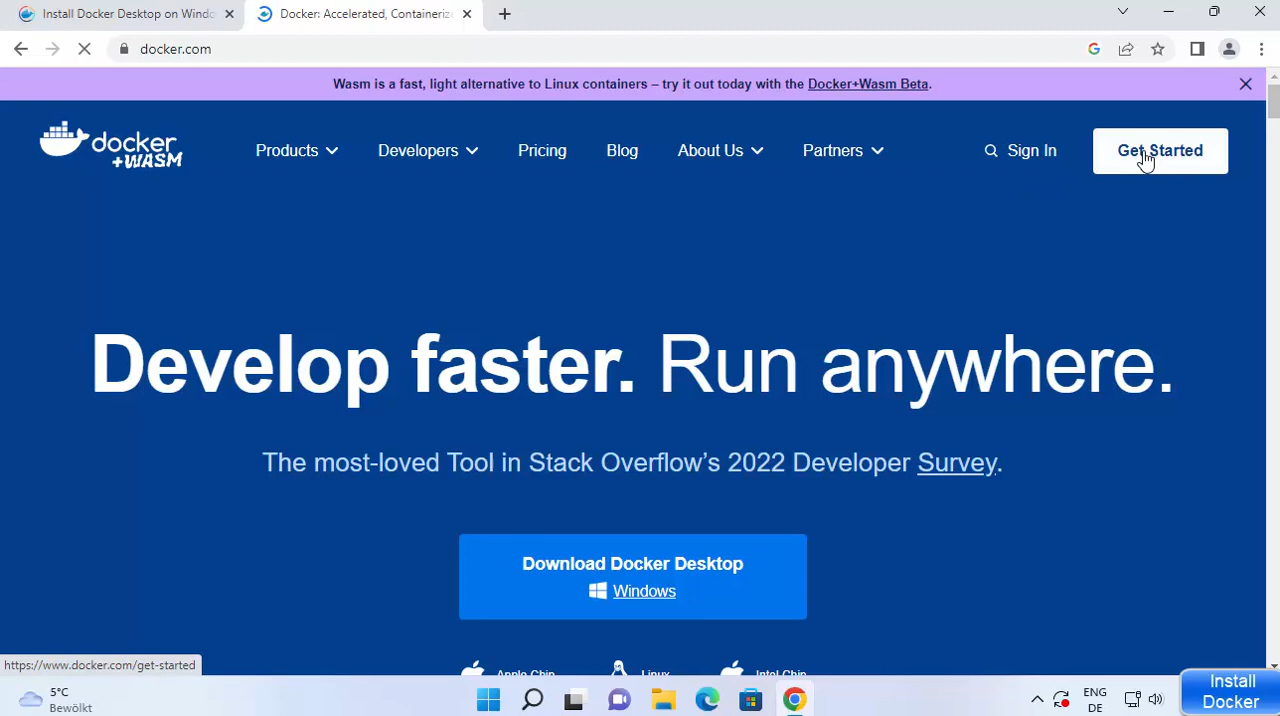 Install Docker Desktop on Windo
Docker: Accelerated, Containerize
docker.com
Wasm is a fast, light alternative to Linux containers – try it out today with the Docker+Wasm Beta.
docker
+WASM
Products
Developers
Pricing
Blog
About Us
Partners
Sign In
Get Started
Develop faster. Run anywhere.
The most-loved Tool in Stack Overflow's 2022 Developer Survey.
Download Docker Desktop
Windows
Apple Chip
Linux
Intel Chip
https://www.docker.com/get-started
5°C
Bewölkt
ENG
DE
Install
Docker